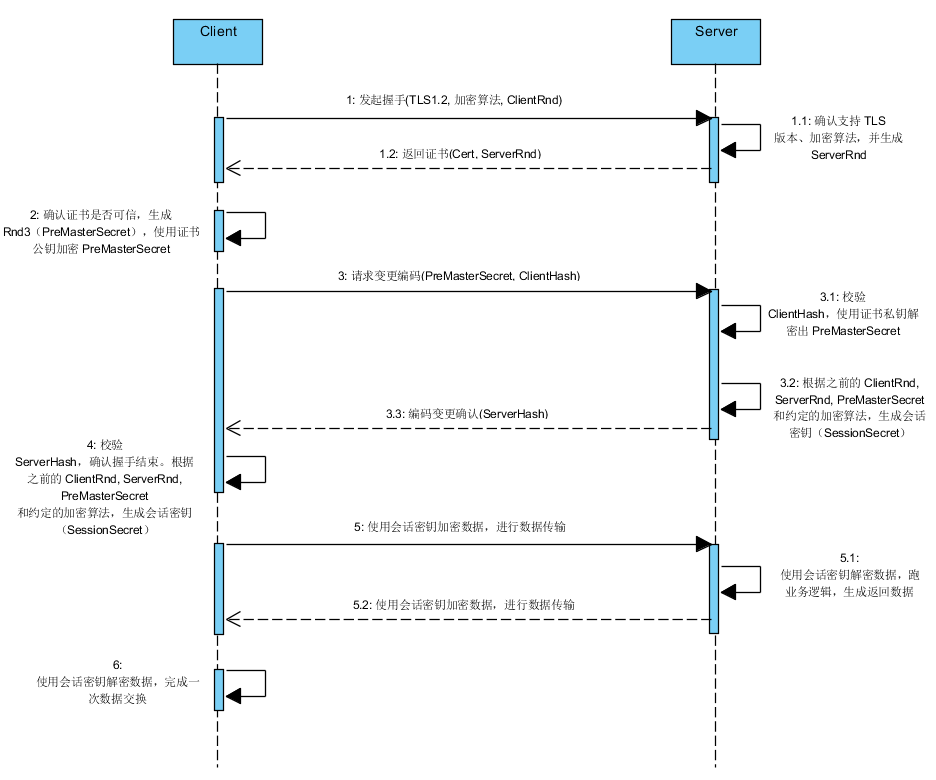 Client
Server
1: 发起握手(TLS1.2, 加密算法, ClientRnd)
1.1: 确认支持 TLS
版本、加密算法，并生成
ServerRnd
1.2: 返回证书(Cert, ServerRnd)
2: 确认证书是否可信，生成
Rnd3（PreMasterSecret），使用证书
公钥加密 PreMasterSecret
3: 请求变更编码(PreMasterSecret, ClientHash)
3.1: 校验
ClientHash，使用证书私钥解
密出 PreMasterSecret
3.2: 根据之前的 ClientRnd,
ServerRnd, PreMasterSecret
和约定的加密算法，生成会话
密钥（SessionSecret）
3.3: 编码变更确认(ServerHash)
4: 校验
ServerHash，确认握手结束。根据
之前的 ClientRnd, ServerRnd,
PreMasterSecret
和约定的加密算法，生成会话密钥
（SessionSecret）
5: 使用会话密钥加密数据，进行数据传输
5.1:
使用会话密钥解密数据，跑
业务逻辑，生成返回数据
5.2: 使用会话密钥加密数据，进行数据传输
6:
使用会话密钥解密数据，完成一
次数据交换